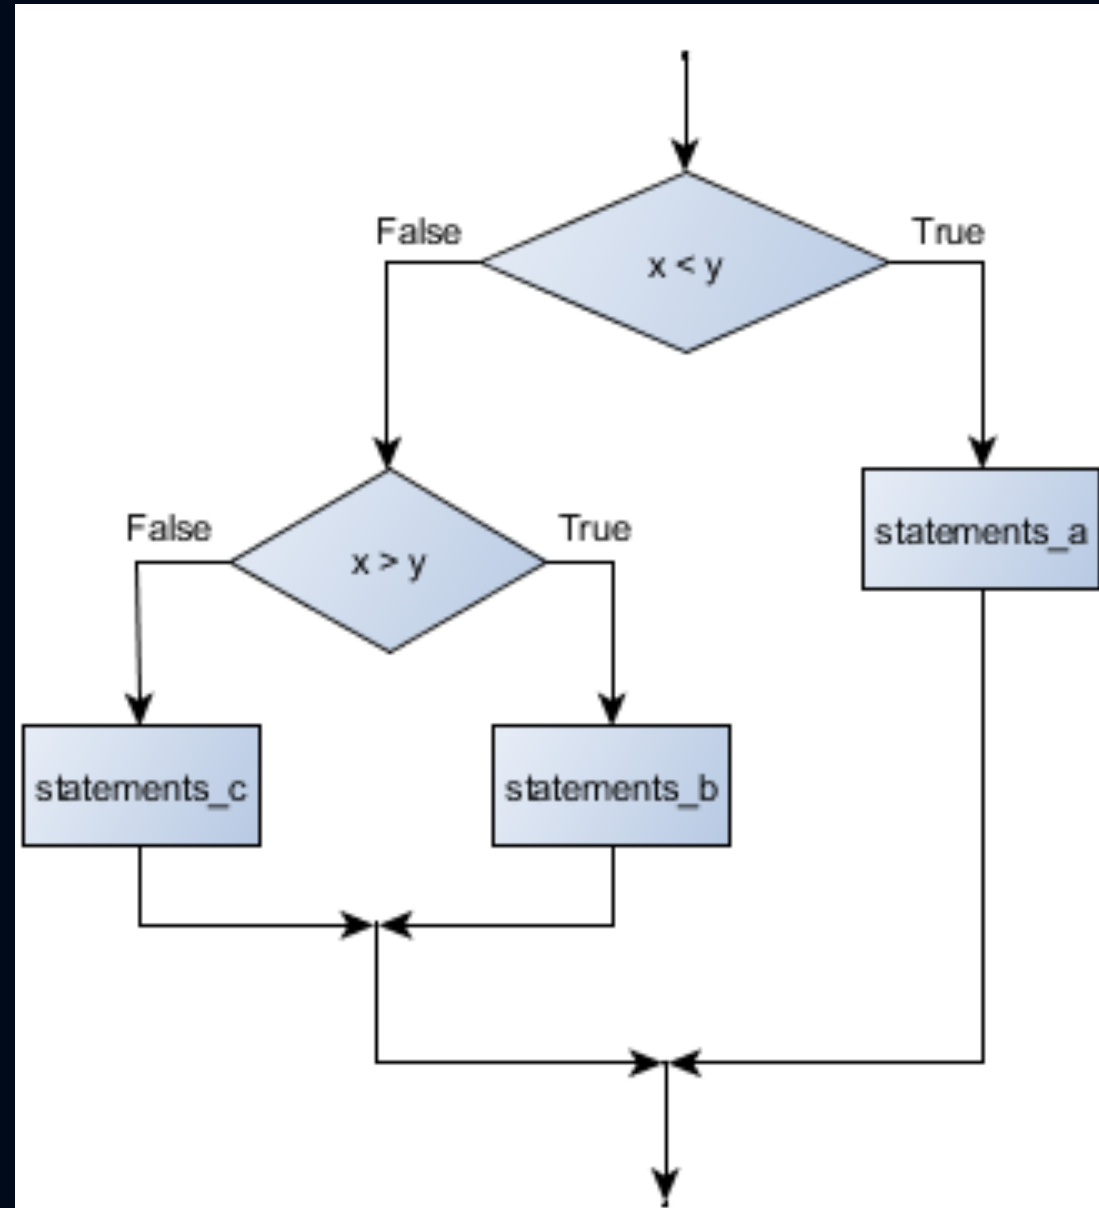 False
True
x < y
False
True
x > y
statements_a
statements_c
statements_b